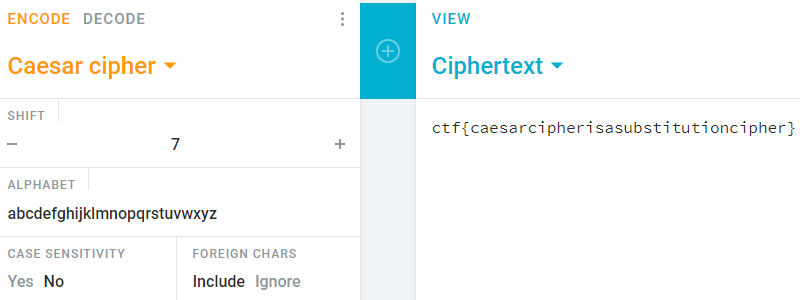 ENCODE DECODE
VIEW
Caesar cipher
Ciphertext
SHIFT
− 7 +
ctf{caesarcipherisasubstitutioncipher}
ALPHABET
abcdefghijklmnopqrstuvwxyz
CASE SENSITIVITY
FOREIGN CHARS
Yes No
Include Ignore